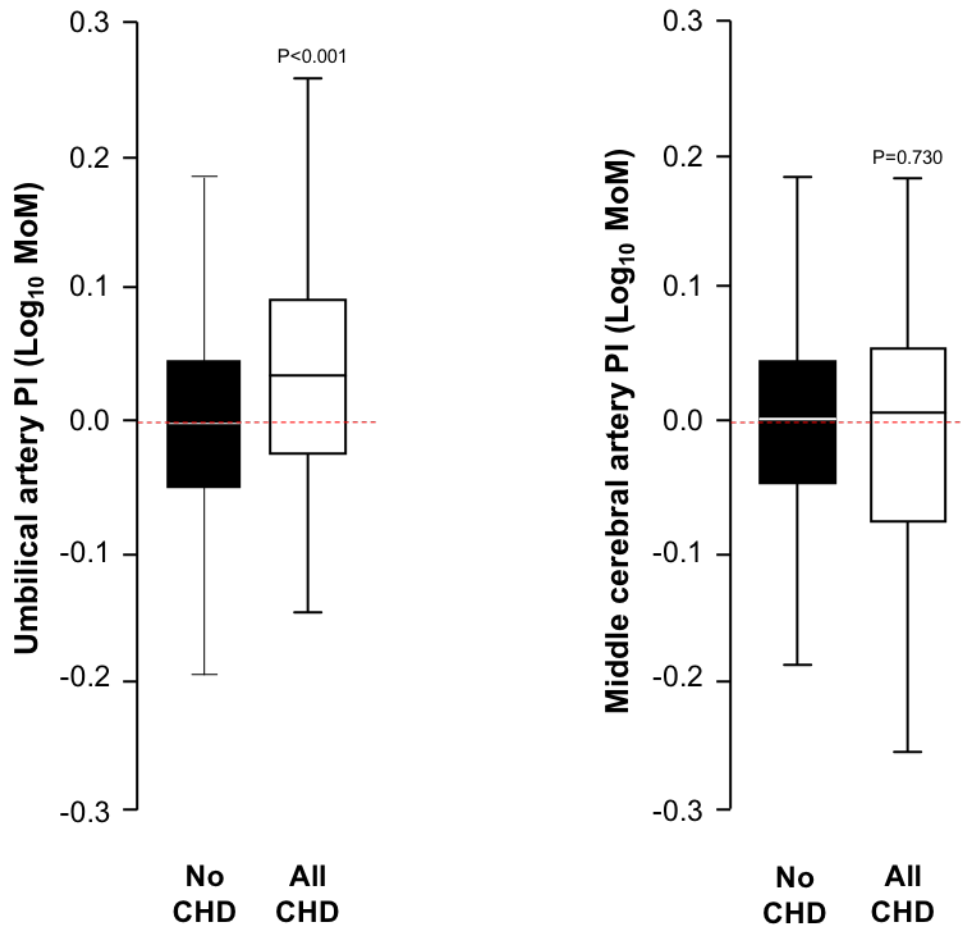 Umbilical artery PI (Log10 MoM)
0.3
0.2
0.1
0.0
-0.1
-0.2
-0.3
P<0.001
No
CHD
All
CHD
Middle cerebral artery PI (Log10 MoM)
0.3
0.2
0.1
0.0
-0.1
-0.2
-0.3
P=0.730
No
CHD
All
CHD